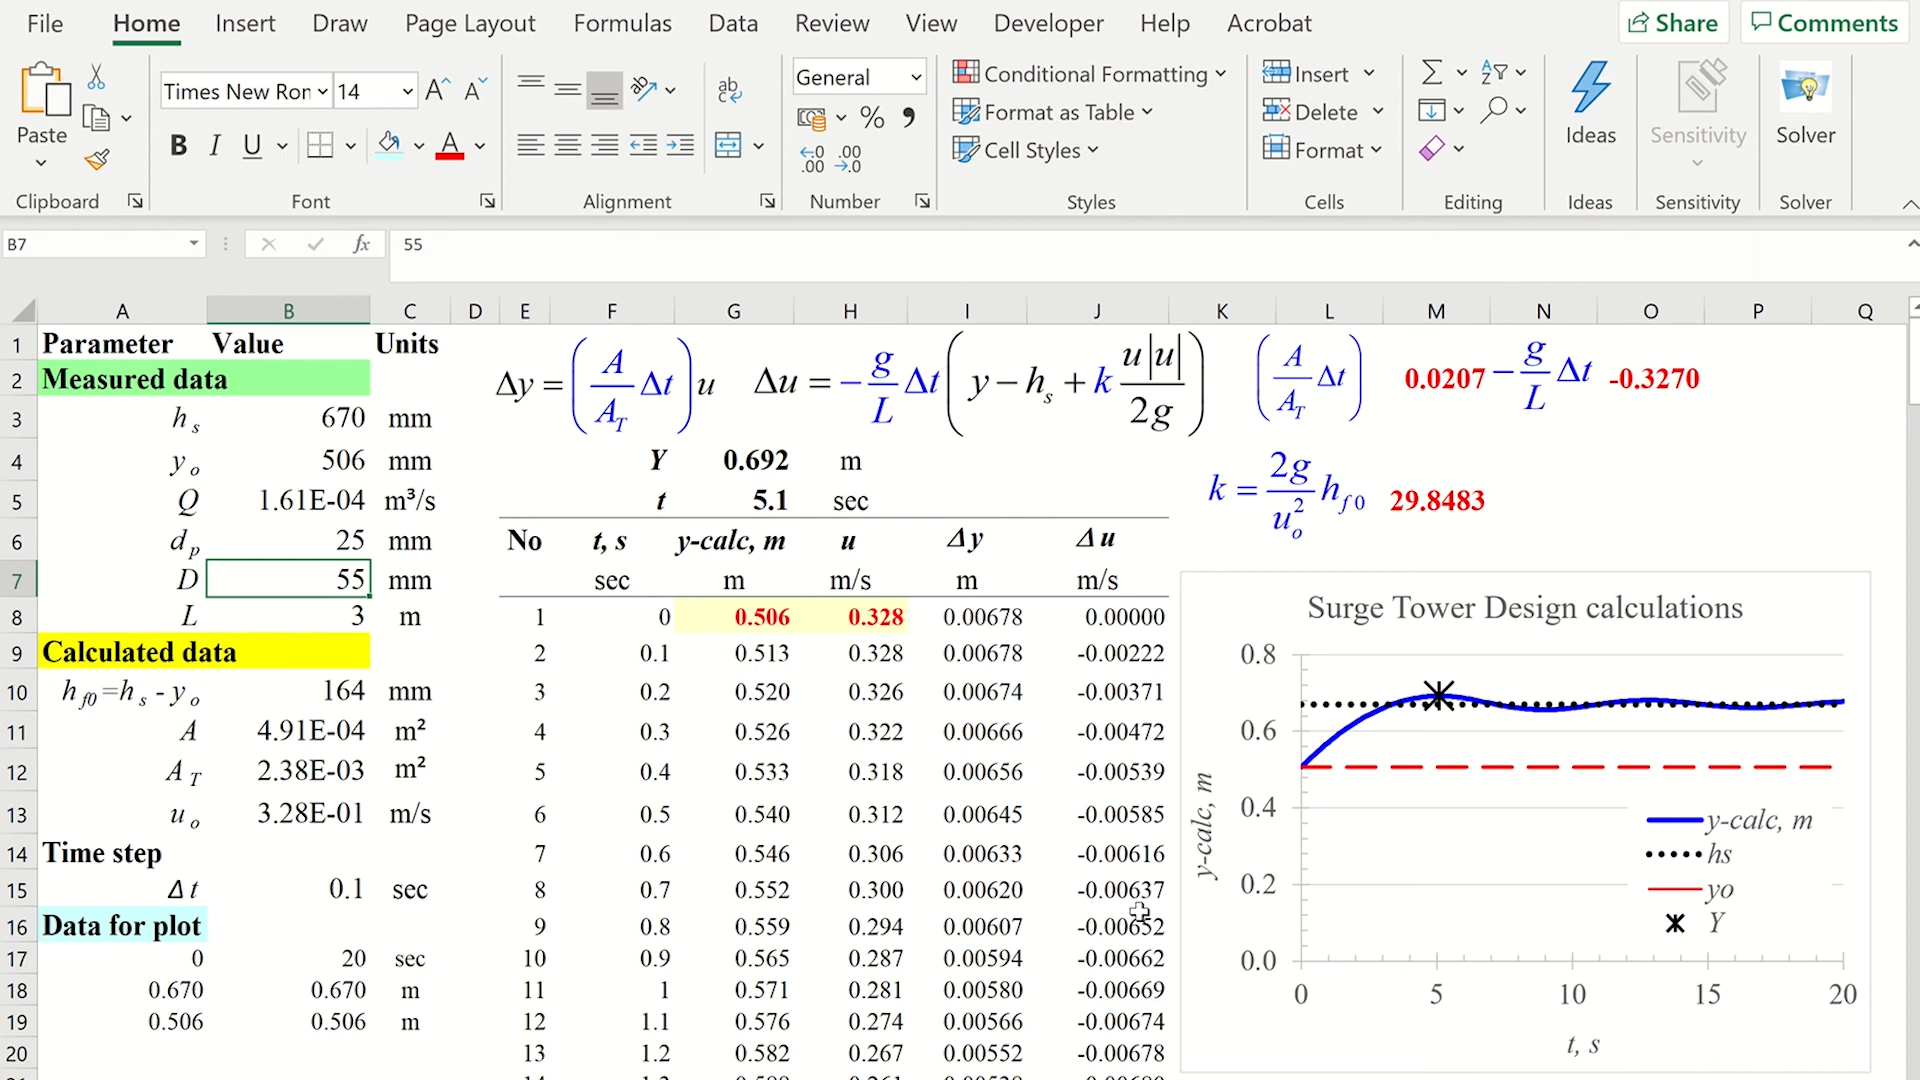 File Home Insert Draw Page Layout Formulas Data Review View Developer Help Acrobat Share Comments
Paste Times New Ror 14 General Conditional Formatting Insert Ideas Sensitivity Solver
Format as Table Delete
B I U Cell Styles Format
Clipboard Font Alignment Number Styles Cells Editing Ideas Sensitivity Solver
B7 fx 55
A B C D E F G H I J K L M N O P Q
1 Parameter Value Units
2 Measured data
Δy = (A/A_T Δt) u Δu = −g/L Δt (y − h_s + k u|u|/2g) (A/A_T Δt) 0.0207 −g/L Δt -0.3270
3 h_s 670 mm
4 y_o 506 mm Y 0.692 m
k = 2g/u_o² h_f0 29.8483
5 Q 1.61E-04 m³/s t 5.1 sec
6 d_p 25 mm No t, s y-calc, m u Δy Δu
7 D 55 mm sec m m/s m m/s
8 L 3 m 1 0 0.506 0.328 0.00678 0.00000
9 Calculated data 2 0.1 0.513 0.328 0.00678 -0.00222
10 h_f0=h_s - y_o 164 mm 3 0.2 0.520 0.326 0.00674 -0.00371
11 A 4.91E-04 m² 4 0.3 0.526 0.322 0.00666 -0.00472
12 A_T 2.38E-03 m² 5 0.4 0.533 0.318 0.00656 -0.00539
13 u_o 3.28E-01 m/s 6 0.5 0.540 0.312 0.00645 -0.00585
14 Time step 7 0.6 0.546 0.306 0.00633 -0.00616
15 Δt 0.1 sec 8 0.7 0.552 0.300 0.00620 -0.00637
16 Data for plot 9 0.8 0.559 0.294 0.00607 -0.00652
17 0 20 sec 10 0.9 0.565 0.287 0.00594 -0.00662
18 0.670 0.670 m 11 1 0.571 0.281 0.00580 -0.00669
19 0.506 0.506 m 12 1.1 0.576 0.274 0.00566 -0.00674
20 13 1.2 0.582 0.267 0.00552 -0.00678
Surge Tower Design calculations
0.8
0.6
0.4
0.2
0.0
y-calc, m
y-calc, m
hs
yo
Y
0 5 10 15 20
t, s